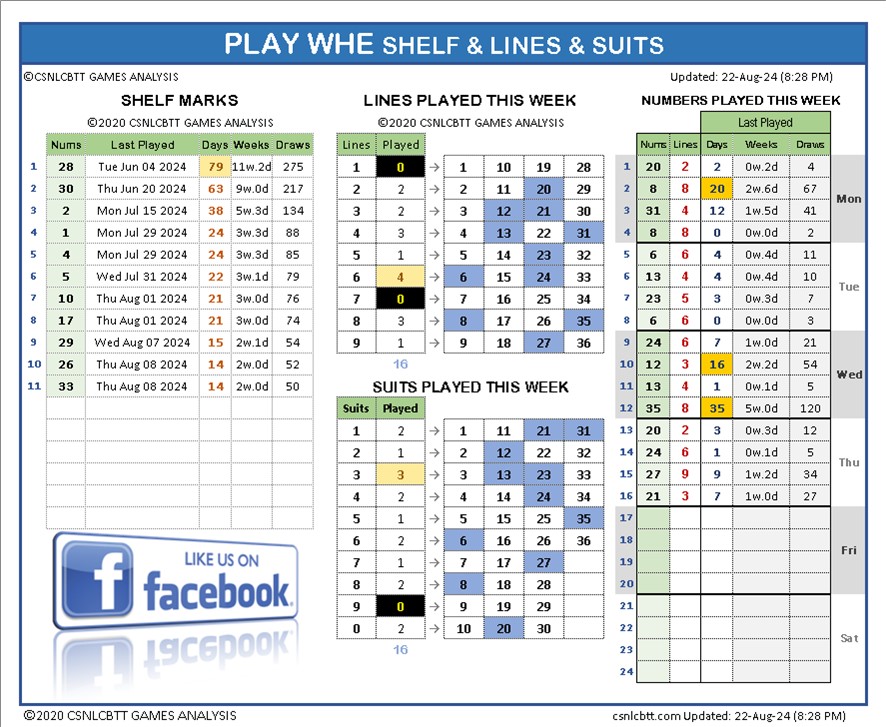 PLAY WHE SHELF & LINES & SUITS
©CSNLCBTT GAMES ANALYSIS
Updated: 22-Aug-24 (8:28 PM)
SHELF MARKS
©2020 CSNLCBTT GAMES ANALYSIS
Nums Last Played Days Weeks Draws
1 28 Tue Jun 04 2024 79 11w.2d 275
2 30 Thu Jun 20 2024 63 9w.0d 217
3 2 Mon Jul 15 2024 38 5w.3d 134
4 1 Mon Jul 29 2024 24 3w.3d 88
5 4 Mon Jul 29 2024 24 3w.3d 85
6 5 Wed Jul 31 2024 22 3w.1d 79
7 10 Thu Aug 01 2024 21 3w.0d 76
8 17 Thu Aug 01 2024 21 3w.0d 74
9 29 Wed Aug 07 2024 15 2w.1d 54
10 26 Thu Aug 08 2024 14 2w.0d 52
11 33 Thu Aug 08 2024 14 2w.0d 50
LIKE US ON
f facebook.
LINES PLAYED THIS WEEK
©2020 CSNLCBTT GAMES ANALYSIS
Lines Played
1 0 → 1 10 19 28
2 2 → 2 11 20 29
3 2 → 3 12 21 30
4 3 → 4 13 22 31
5 1 → 5 14 23 32
6 4 → 6 15 24 33
7 0 → 7 16 25 34
8 3 → 8 17 26 35
9 1 → 9 18 27 36
16
SUITS PLAYED THIS WEEK
Suits Played
1 2 → 1 11 21 31
2 1 → 2 12 22 32
3 3 → 3 13 23 33
4 2 → 4 14 24 34
5 1 → 5 15 25 35
6 2 → 6 16 26 36
7 1 → 7 17 27
8 2 → 8 18 28
9 0 → 9 19 29
0 2 → 10 20 30
16
NUMBERS PLAYED THIS WEEK
Last Played
Nums Lines Days Weeks Draws
1 20 2 2 0w.2d 4
2 8 8 20 2w.6d 67
3 31 4 12 1w.5d 41
4 8 8 0 0w.0d 2
Mon
5 6 6 4 0w.4d 11
6 13 4 4 0w.4d 10
7 23 5 3 0w.3d 7
8 6 6 0 0w.0d 3
Tue
9 24 6 7 1w.0d 21
10 12 3 16 2w.2d 54
11 13 4 1 0w.1d 5
12 35 8 35 5w.0d 120
Wed
13 20 2 3 0w.3d 12
14 24 6 1 0w.1d 5
15 27 9 9 1w.2d 34
16 21 3 7 1w.0d 27
Thu
17
18
19
20
Fri
21
22
23
24
Sat
©2020 CSNLCBTT GAMES ANALYSIS
csnlcbtt.com Updated: 22-Aug-24 (8:28 PM)